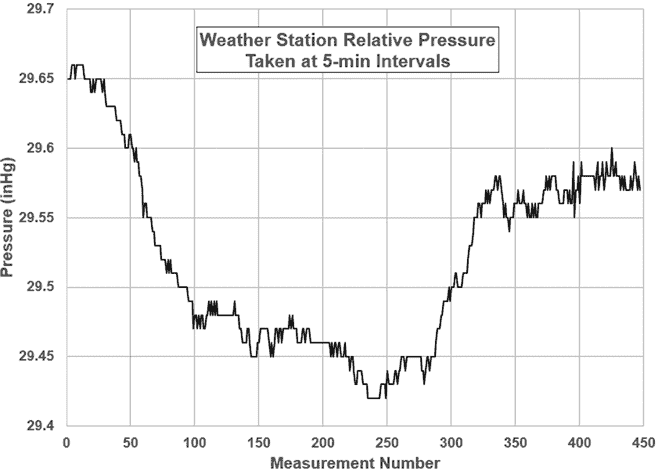 Weather Station Relative Pressure
Taken at 5-min Intervals
Pressure (inHg)
29.7
29.65
29.6
29.55
29.5
29.45
29.4
0 50 100 150 200 250 300 350 400 450
Measurement Number